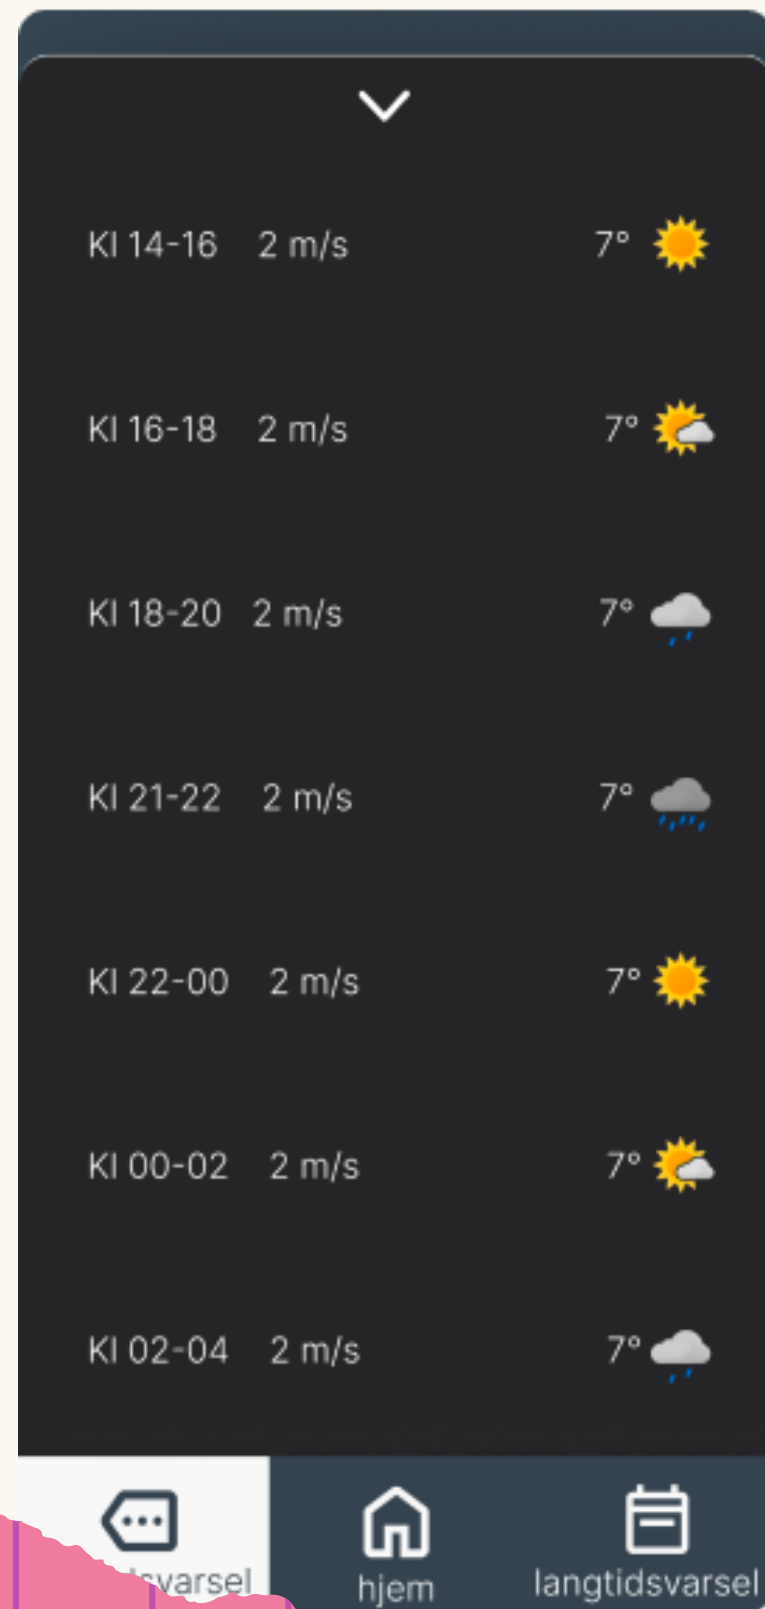 Kl 14-16 2 m/s 7°
Kl 16-18 2 m/s 7°
Kl 18-20 2 m/s 7°
Kl 21-22 2 m/s 7°
Kl 22-00 2 m/s 7°
Kl 00-02 2 m/s 7°
Kl 02-04 2 m/s 7°
hjem langtidsvarsel